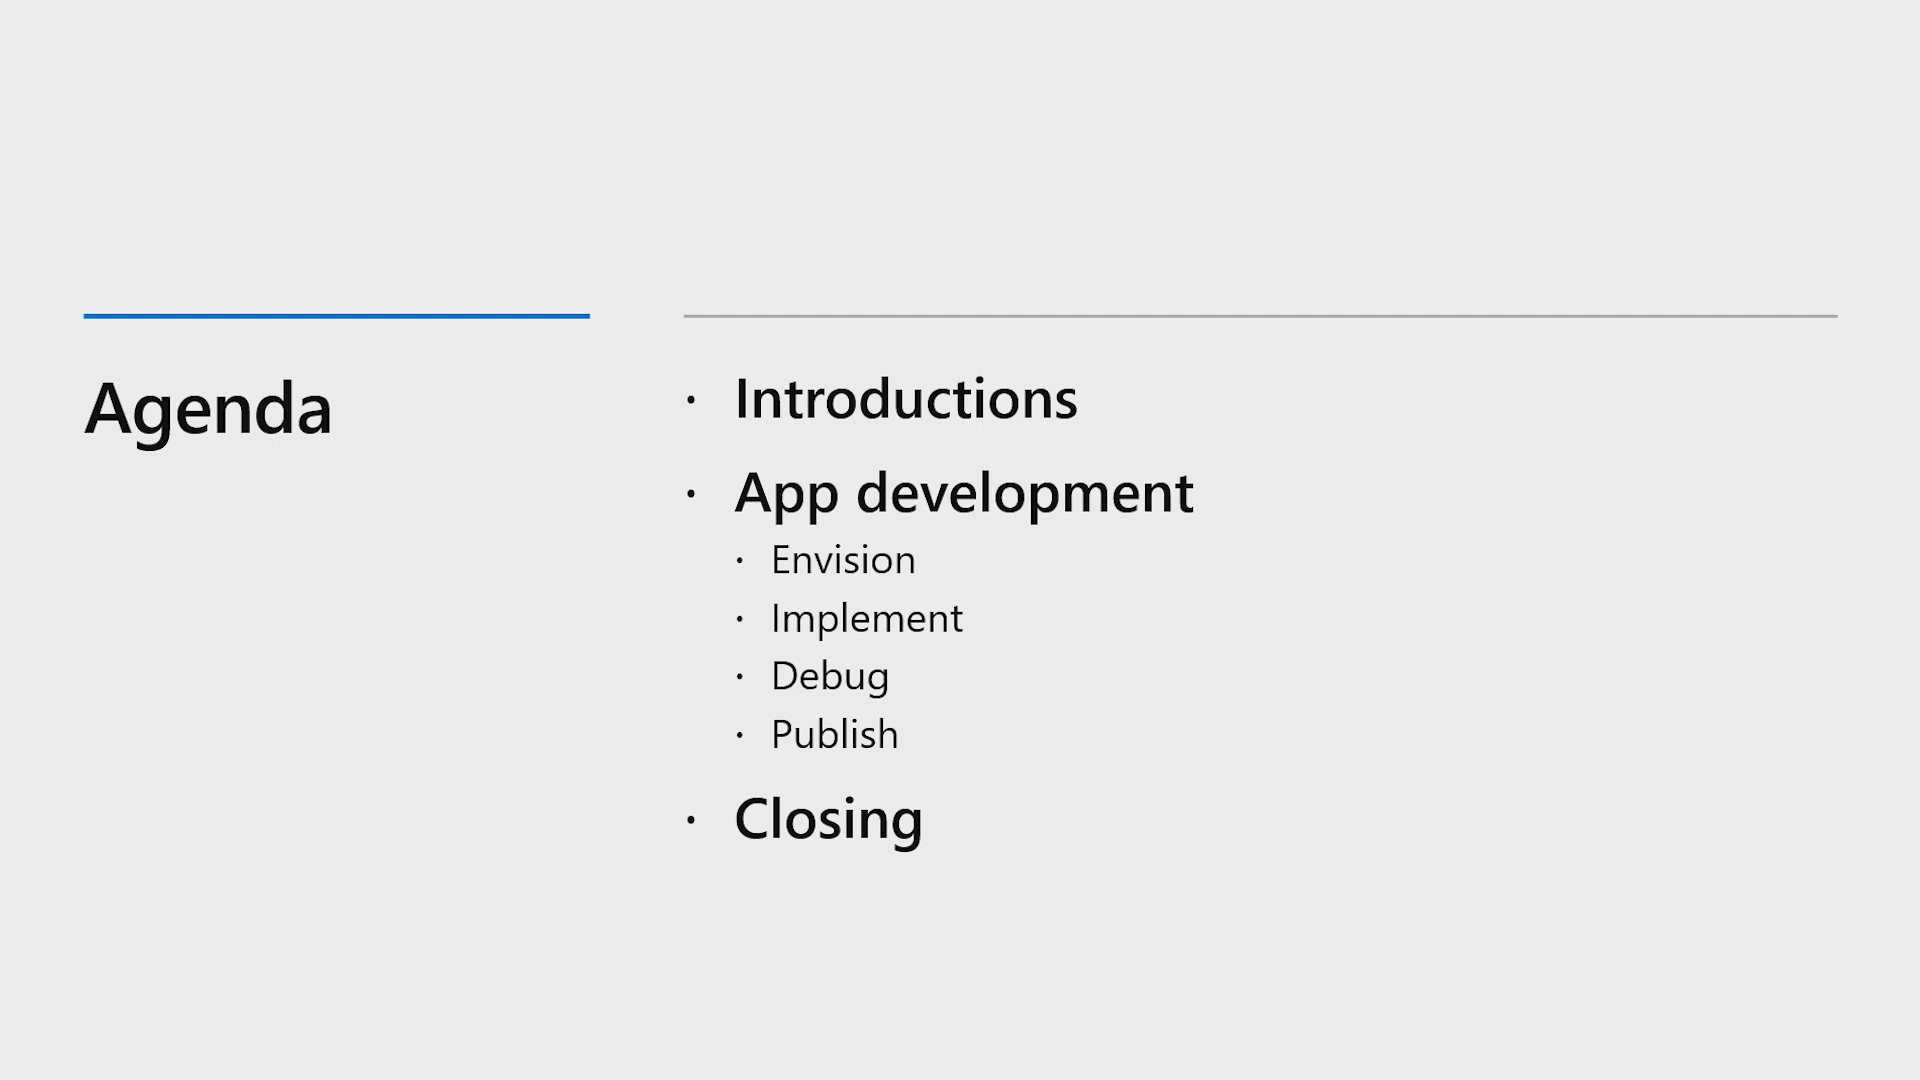 Agenda
· Introductions
· App development
· Envision
· Implement
· Debug
· Publish
· Closing